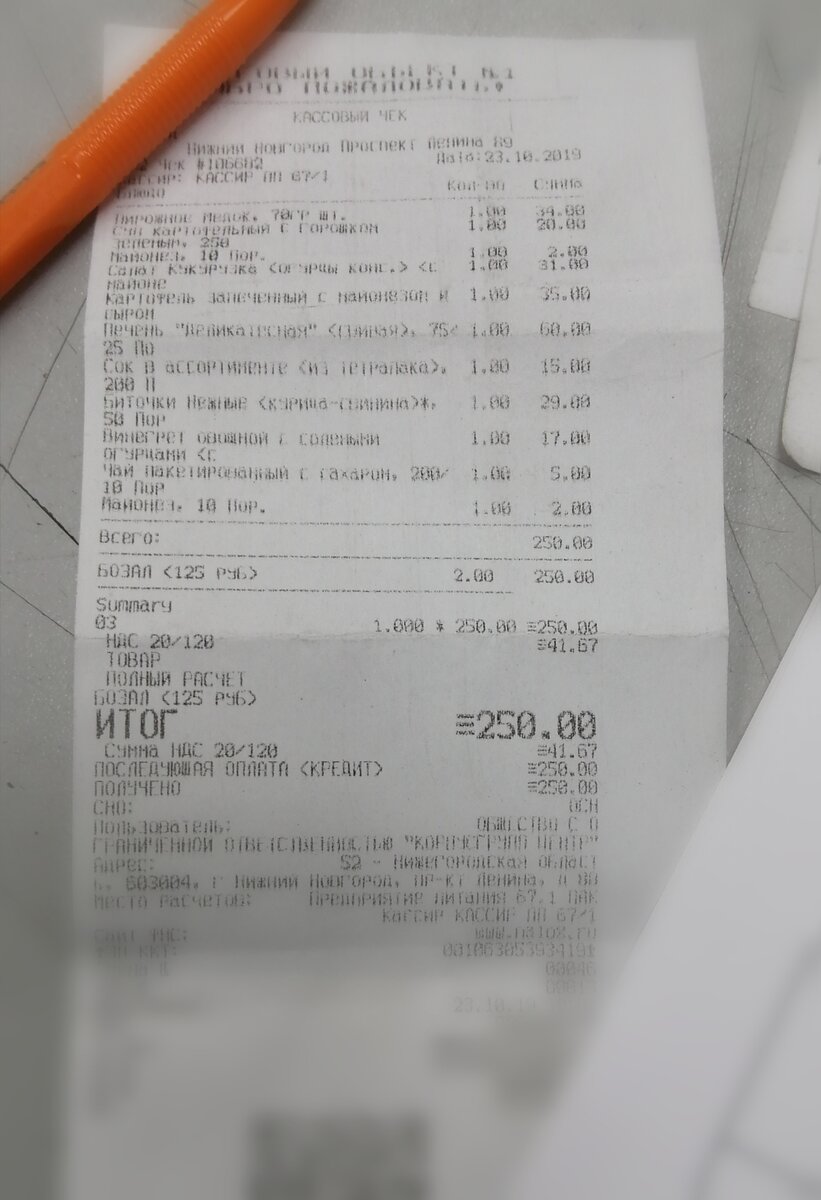 КАССОВЫЙ ЧЕК
Нижний Новгород Проспект Ленина 89
Чек #106682 Дата:23.10.2019
КАССИР ПП 67/1
Кол-во Сумма
Пирожное Медок, 70гр шт. 1.00 34.00
Суп картофельный с горошком 1.00 20.00
зеленым, 250
Майонез, 10 Пор. 1.00 2.00
Салат Кукурузка <огурцы конс.> <с 1.00 31.00
майоне
Картофель запеченный с майонезом и 1.00 35.00
сыром
Печень "Деликатесная" <свиная>, 75< 1.00 60.00
25 По
Сок в ассортименте <из тетрапака>, 1.00 15.00
200 П
Биточки Нежные <курица-свинина>*, 1.00 29.00
50 Пор
Винегрет овощной с солеными 1.00 17.00
огурцами <с
Чай пакетированный с сахаром, 200/ 1.00 5.00
10 Пор
Майонез, 10 Пор. 1.00 2.00
Всего: 250.00
БОЗАЛ <125 РУБ> 2.00 250.00
Summary
03 1.000 * 250.00 ≡250.00
НДС 20/120 ≡41.67
ТОВАР
ПОЛНЫЙ РАСЧЕТ
БОЗАЛ <125 РУБ>
ИТОГ ≡250.00
Сумма НДС 20/120 ≡41.67
ПОСЛЕДУЮЩАЯ ОПЛАТА <КРЕДИТ> ≡250.00
ПОЛУЧЕНО ≡250.00
СНО: ОСН
Пользователь: ОБЩЕСТВО С О
ГРАНИЧЕННОЙ ОТВЕТСТВЕННОСТЬЮ "КОРПУСГРУПП ЦЕНТР"
Адрес: 52 - Нижегородская област
ь, 603004, г Нижний Новгород, пр-кт Ленина, д 88
Место расчетов: Предприятие питания 67.1 ПАК
Кассир КАССИР ПП 67/1
Сайт ФНС: www.nalog.ru